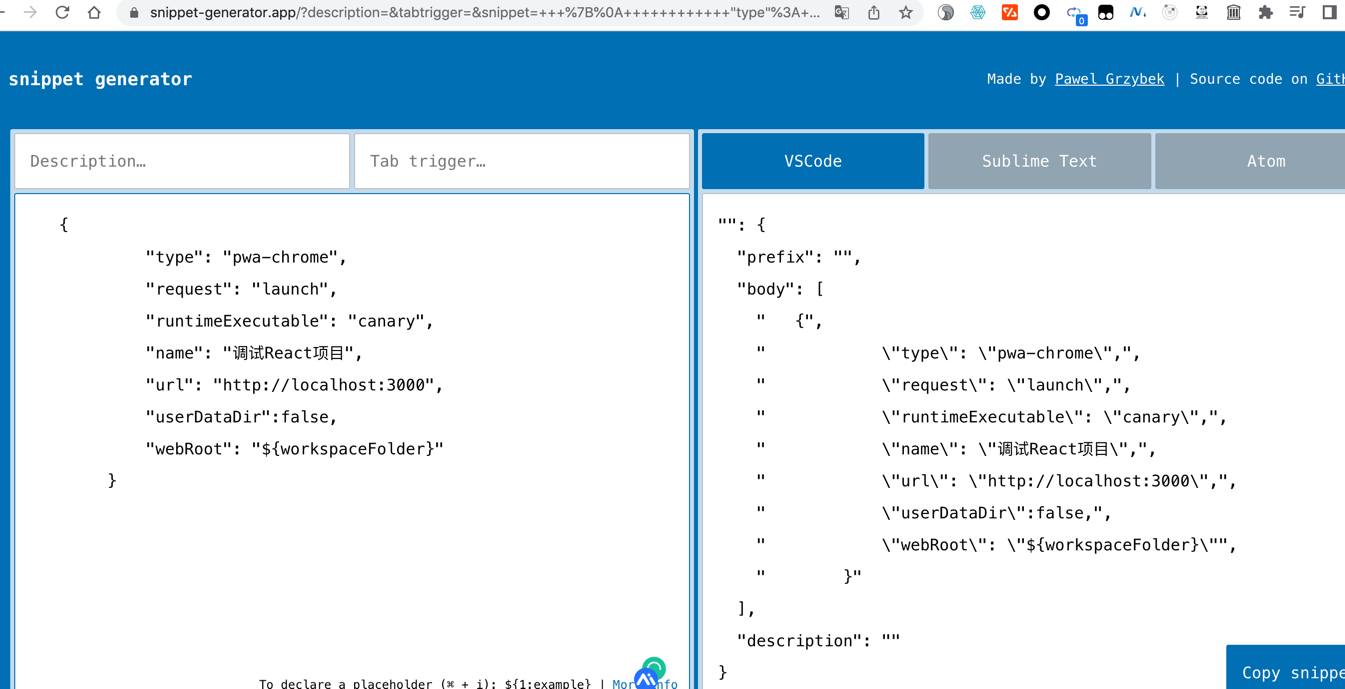 snippet-generator.app/?description=&tabtrigger=&snippet=+++%7B%0A++++++++++++"type"%3A+...
0
snippet generator
Made by Pawel Grzybek | Source code on GitH
Description…
Tab trigger…
VSCode
Sublime Text
Atom
{
"type": "pwa-chrome",
"request": "launch",
"runtimeExecutable": "canary",
"name": "调试React项目",
"url": "http://localhost:3000",
"userDataDir":false,
"webRoot": "${workspaceFolder}"
}
To declare a placeholder (⌘ + i): ${1:example} | More info
"": {
"prefix": "",
"body": [
"   {",
"            \"type\": \"pwa-chrome\",",
"            \"request\": \"launch\",",
"            \"runtimeExecutable\": \"canary\",",
"            \"name\": \"调试React项目\",",
"            \"url\": \"http://localhost:3000\",",
"            \"userDataDir\":false,",
"            \"webRoot\": \"${workspaceFolder}\"",
"        }"
],
"description": ""
}
Copy snippe